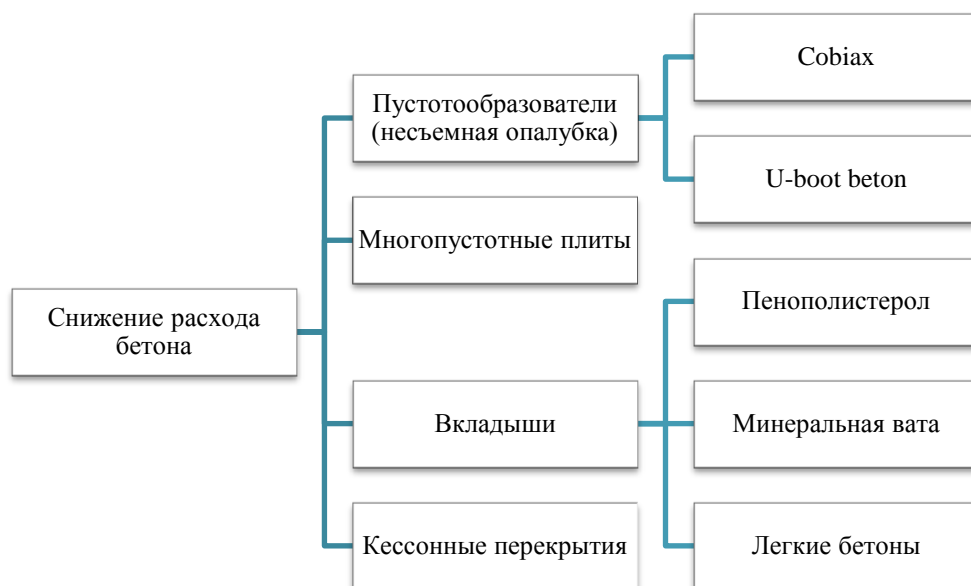 Снижение расхода
бетона
Пустотообразователи
(несъемная опалубка)
Cobiax
U-boot beton
Многопустотные плиты
Вкладыши
Пенополистерол
Минеральная вата
Легкие бетоны
Кессонные перекрытия